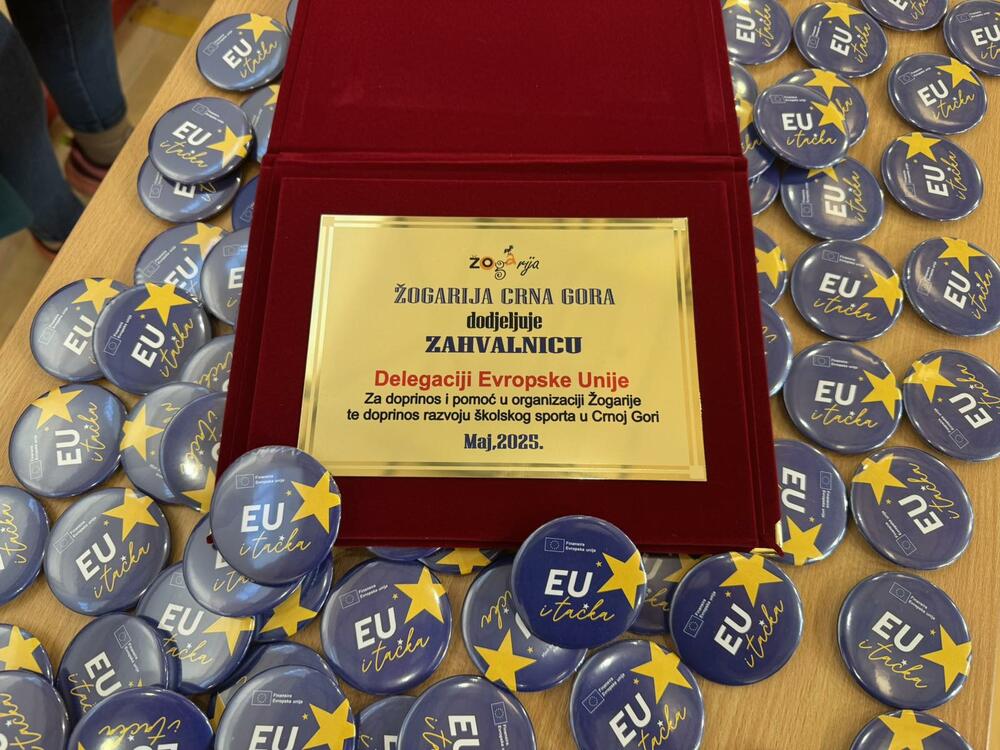 žogarija
ŽOGARIJA CRNA GORA
dodjeljuje
ZAHVALNICU
Delegaciji Evropske Unije
Za doprinos i pomoć u organizaciji Žogarije
te doprinos razvoju školskog sporta u Crnoj Gori
Maj,2025.
Finansira
Evropska unija
EU
i tačka